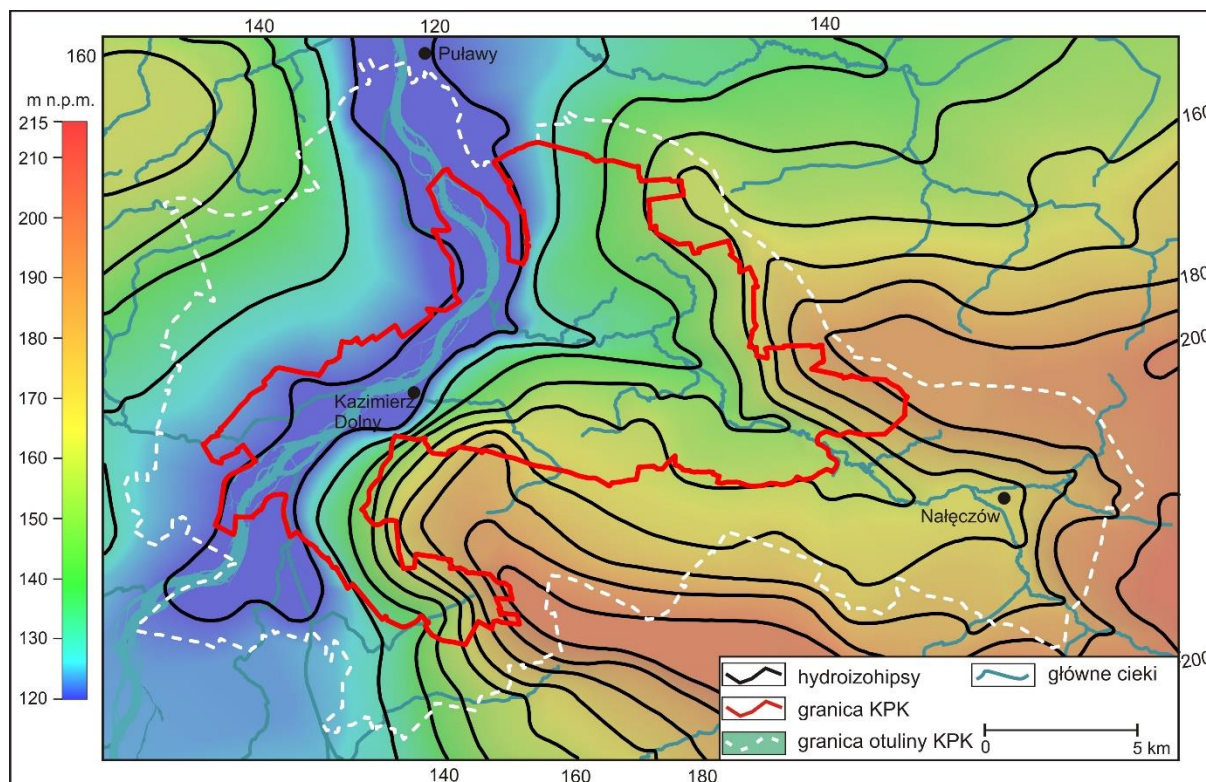 140
120
140
160
Puławy
m n.p.m.
215
210
200
190
180
170
160
150
140
130
120
160
180
200
Kazimierz
Dolny
Nałęczów
200
hydroizohipsy
główne cieki
granica KPK
granica otuliny KPK
0
5 km
140
160
180